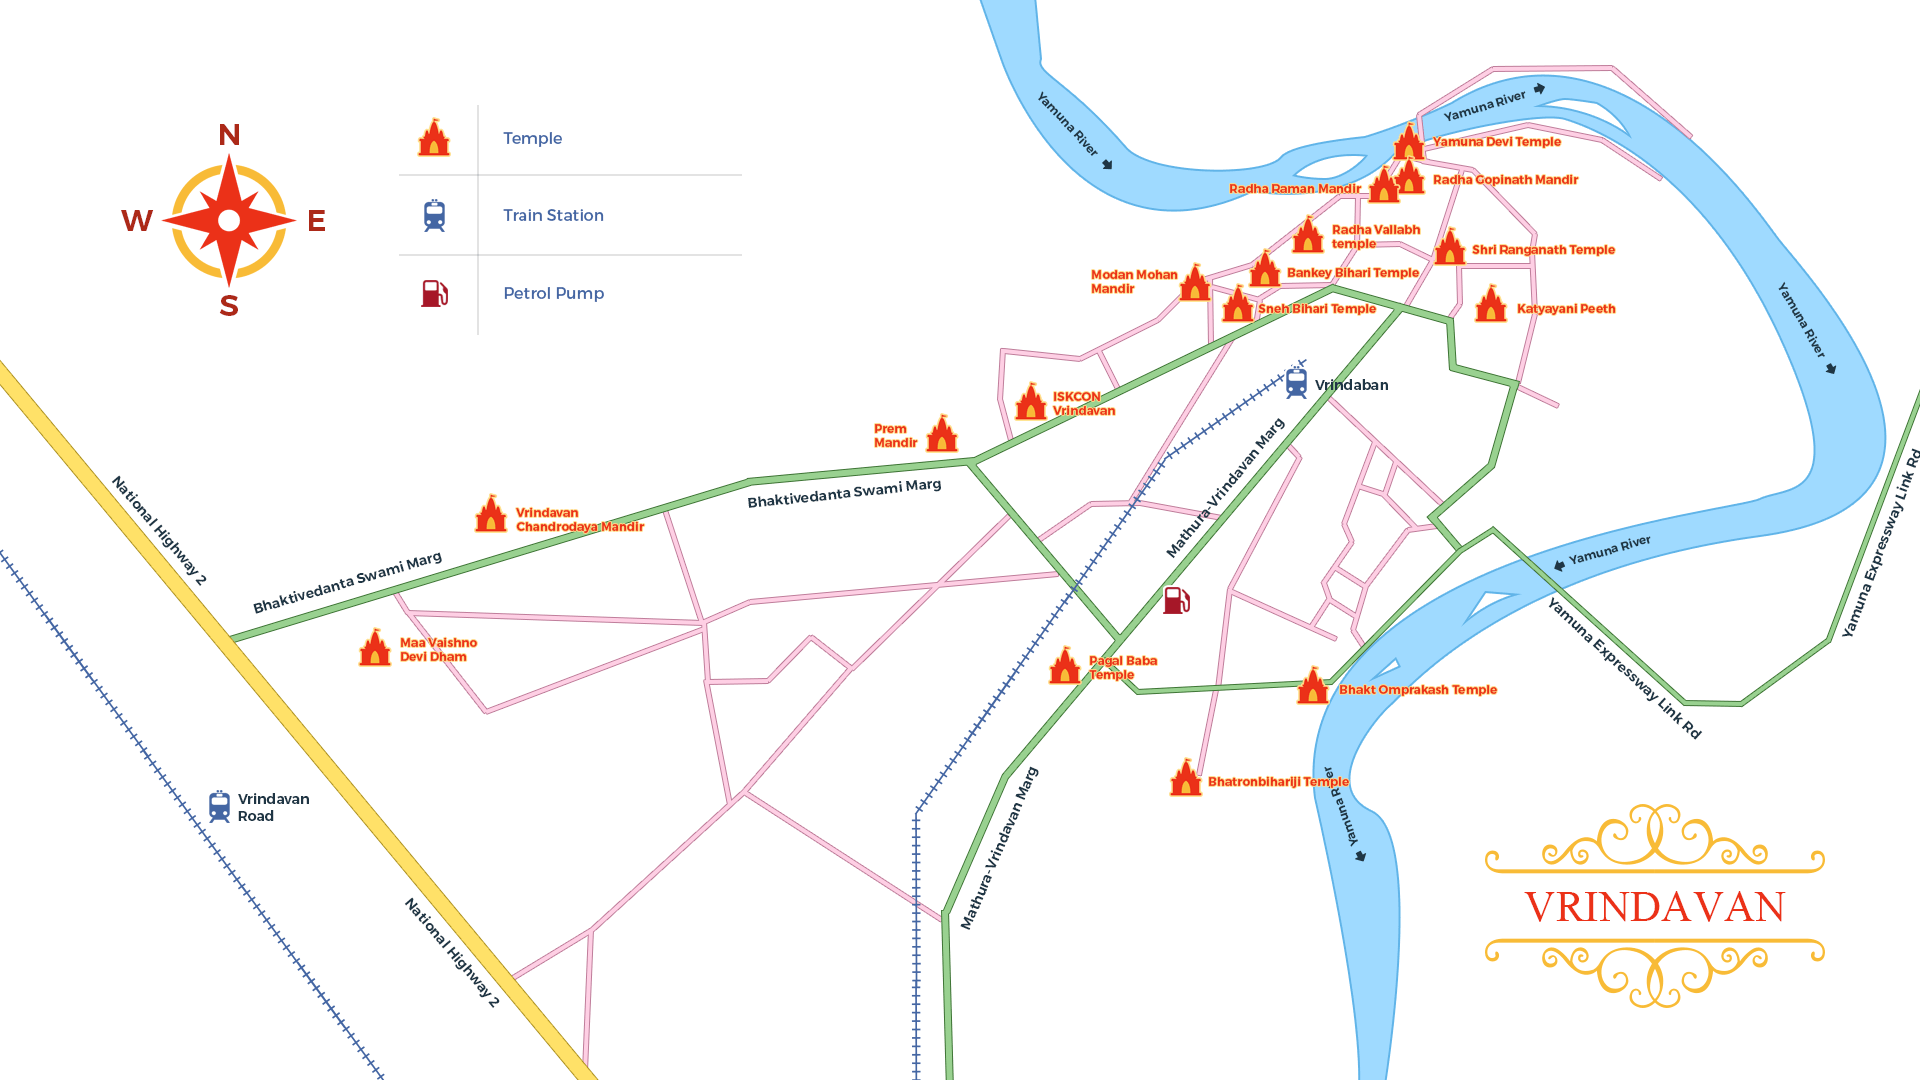 N
W
E
S
Temple
Train Station
Petrol Pump
Yamuna River
Yamuna River
Yamuna Devi Temple
Radha Gopinath Mandir
Radha Raman Mandir
Radha Vallabh
temple
Shri Ranganath Temple
Modan Mohan
Mandir
Bankey Bihari Temple
Sneh Bihari Temple
Katyayani Peeth
Yamuna River
Vrindaban
ISKCON
Vrindavan
Prem
Mandir
Bhaktivedanta Swami Marg
Mathura-Vrindavan Marg
National Highway 2
Vrindavan
Chandrodaya Mandir
Bhaktivedanta Swami Marg
Yamuna River
Yamuna Expressway Link Rd
Yamuna Expressway Link Rd
Maa Vaishno
Devi Dham
Pagal Baba
Temple
Bhakt Omprakash Temple
Bhatronbihariji Temple
Yamuna River
Vrindavan
Road
Mathura-Vrindavan Marg
National Highway 2
VRINDAVAN